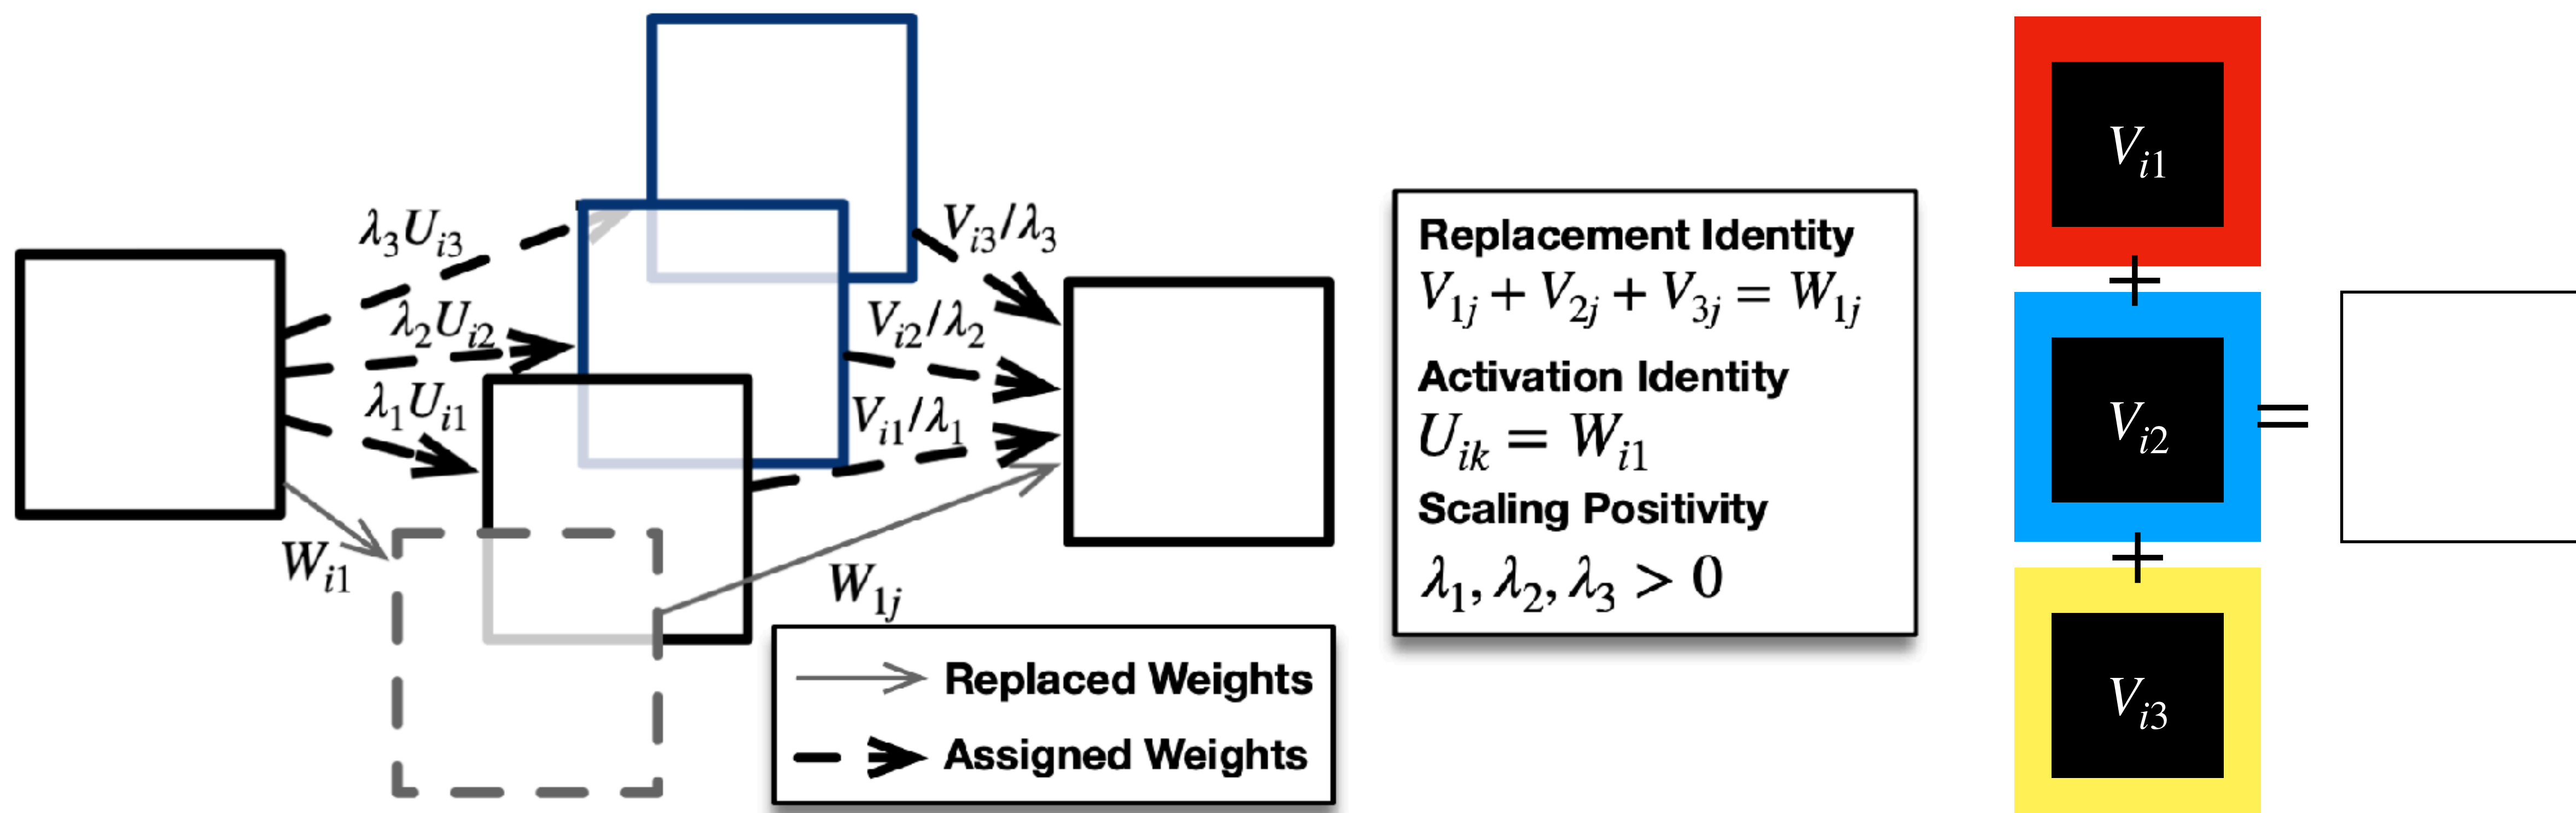 λ₃Uᵢ₃
λ₂Uᵢ₂
λ₁Uᵢ₁
Wᵢ₁
Vᵢ₃/λ₃
Vᵢ₂/λ₂
Vᵢ₁/λ₁
W₁ⱼ
Replaced Weights
Assigned Weights
Replacement Identity
V₁ⱼ + V₂ⱼ + V₃ⱼ = W₁ⱼ
Activation Identity
Uᵢₖ = Wᵢ₁
Scaling Positivity
λ₁, λ₂, λ₃ > 0
Vᵢ₁
+
Vᵢ₂ =
+
Vᵢ₃